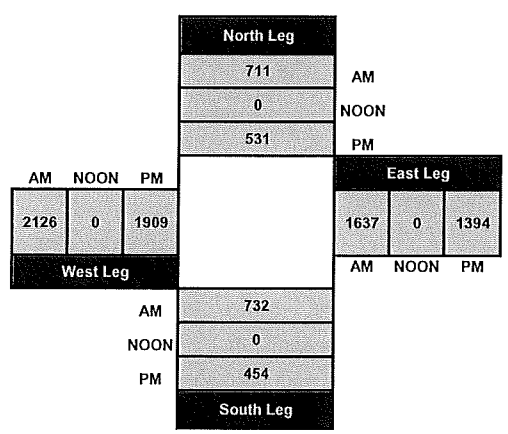 North Leg
711 AM
0 NOON
531 PM
AM NOON PM
East Leg
2126 0 1909
1637 0 1394
West Leg
AM NOON PM
AM 732
NOON 0
PM 454
South Leg